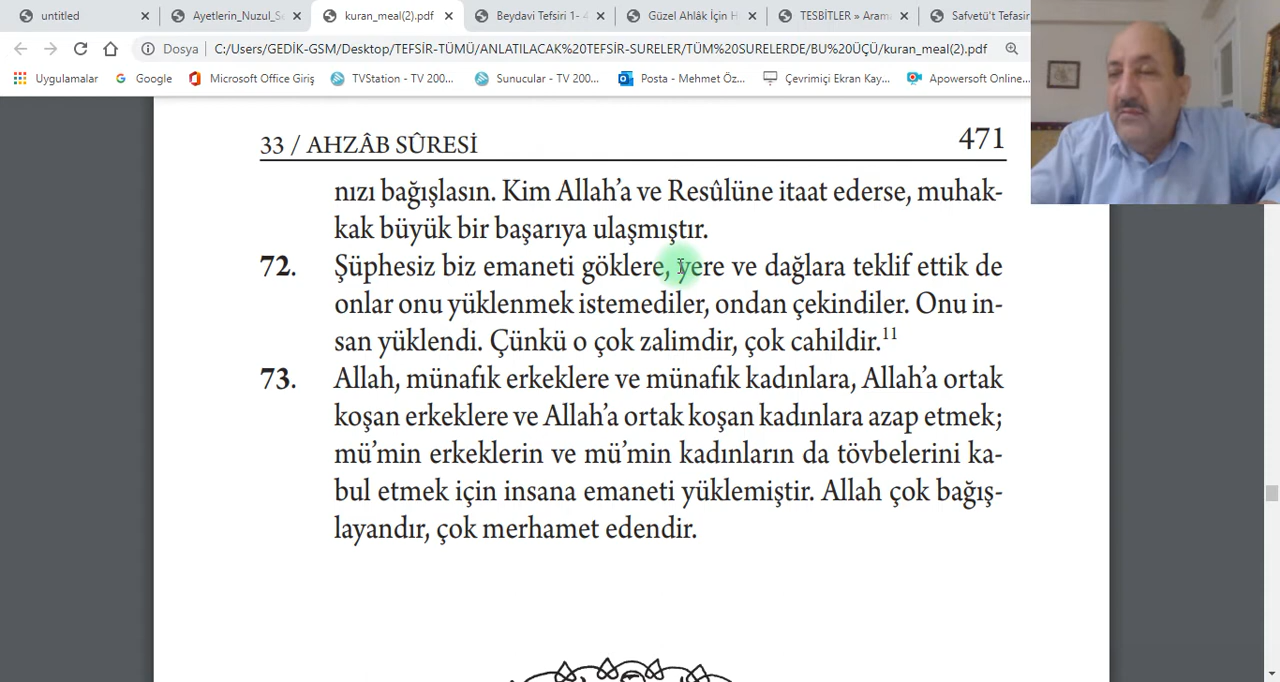 untitled
Ayetlerin_Nuzul_Se
kuran_meal(2).pdf
Beydavi Tefsiri 1- 4
Güzel Ahlâk İçin H
TESBİTLER » Aram
Safvetü't Tefasir
Dosya
C:/Users/GEDİK-GSM/Desktop/TEFSİR-TÜMÜ/ANLATILACAK%20TEFSİR-SURELER/TÜM%20SURELERDE/BU%20ÜÇÜ/kuran_meal(2).pdf
Uygulamalar
Google
Microsoft Office Giriş
TVStation - TV 200...
Sunucular - TV 200...
Posta - Mehmet Öz...
Çevrimiçi Ekran Kay...
Apowersoft Online...
33 / AHZÂB SÛRESİ 471
nızı bağışlasın. Kim Allah'a ve Resûlüne itaat ederse, muhak-
kak büyük bir başarıya ulaşmıştır.
72. Şüphesiz biz emaneti göklere, yere ve dağlara teklif ettik de
onlar onu yüklenmek istemediler, ondan çekindiler. Onu in-
san yüklendi. Çünkü o çok zalimdir, çok cahildir.11
73. Allah, münafık erkeklere ve münafık kadınlara, Allah'a ortak
koşan erkeklere ve Allah'a ortak koşan kadınlara azap etmek;
mü'min erkeklerin ve mü'min kadınların da tövbelerini ka-
bul etmek için insana emaneti yüklemiştir. Allah çok bağış-
layandır, çok merhamet edendir.